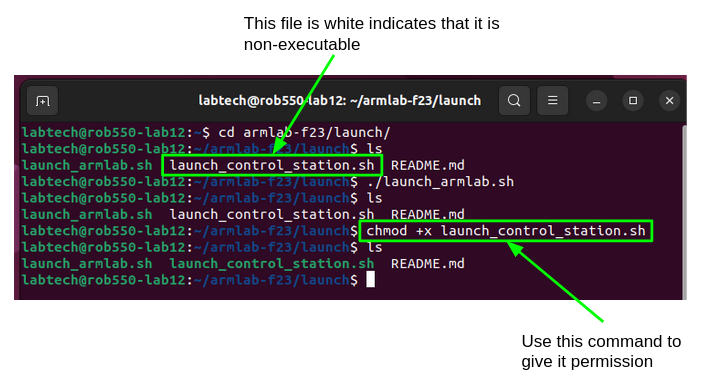 This file is white indicates that it is
non-executable
labtech@rob550-lab12: ~/armlab-f23/launch
labtech@rob550-lab12:~$ cd armlab-f23/launch/
labtech@rob550-lab12:~/armlab-f23/launch$ ls
launch_armlab.sh launch_control_station.sh README.md
labtech@rob550-lab12:~/armlab-f23/launch$ ./launch_armlab.sh
labtech@rob550-lab12:~/armlab-f23/launch$ ls
launch_armlab.sh launch_control_station.sh README.md
labtech@rob550-lab12:~/armlab-f23/launch$ chmod +x launch_control_station.sh
labtech@rob550-lab12:~/armlab-f23/launch$ ls
launch_armlab.sh launch_control_station.sh README.md
labtech@rob550-lab12:~/armlab-f23/launch$
Use this command to
give it permission